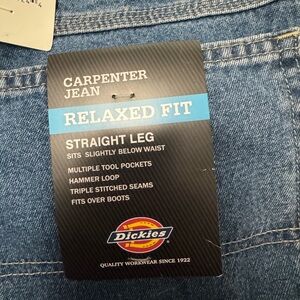 CARPENTER
JEAN
RELAXED FIT
STRAIGHT LEG
SITS SLIGHTLY BELOW WAIST
MULTIPLE TOOL POCKETS
HAMMER LOOP
TRIPLE STITCHED SEAMS
FITS OVER BOOTS
Dickies
QUALITY WORKWEAR SINCE 1922